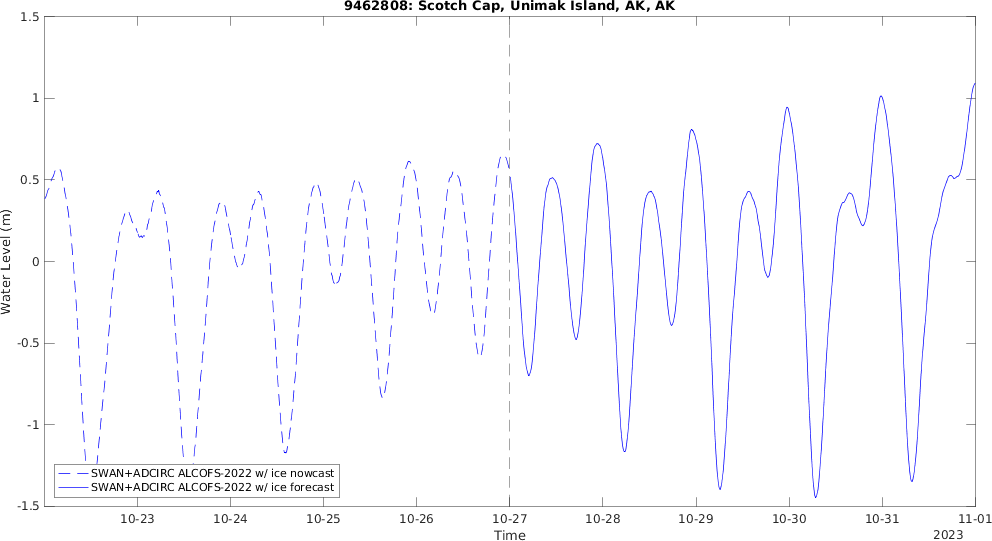 9462808: Scotch Cap, Unimak Island, AK, AK
1.5
1
0.5
0
-0.5
-1
-1.5
Water Level (m)
SWAN+ADCIRC ALCOFS-2022 w/ ice nowcast
SWAN+ADCIRC ALCOFS-2022 w/ ice forecast
10-23 10-24 10-25 10-26 10-27 10-28 10-29 10-30 10-31 11-01
Time
2023